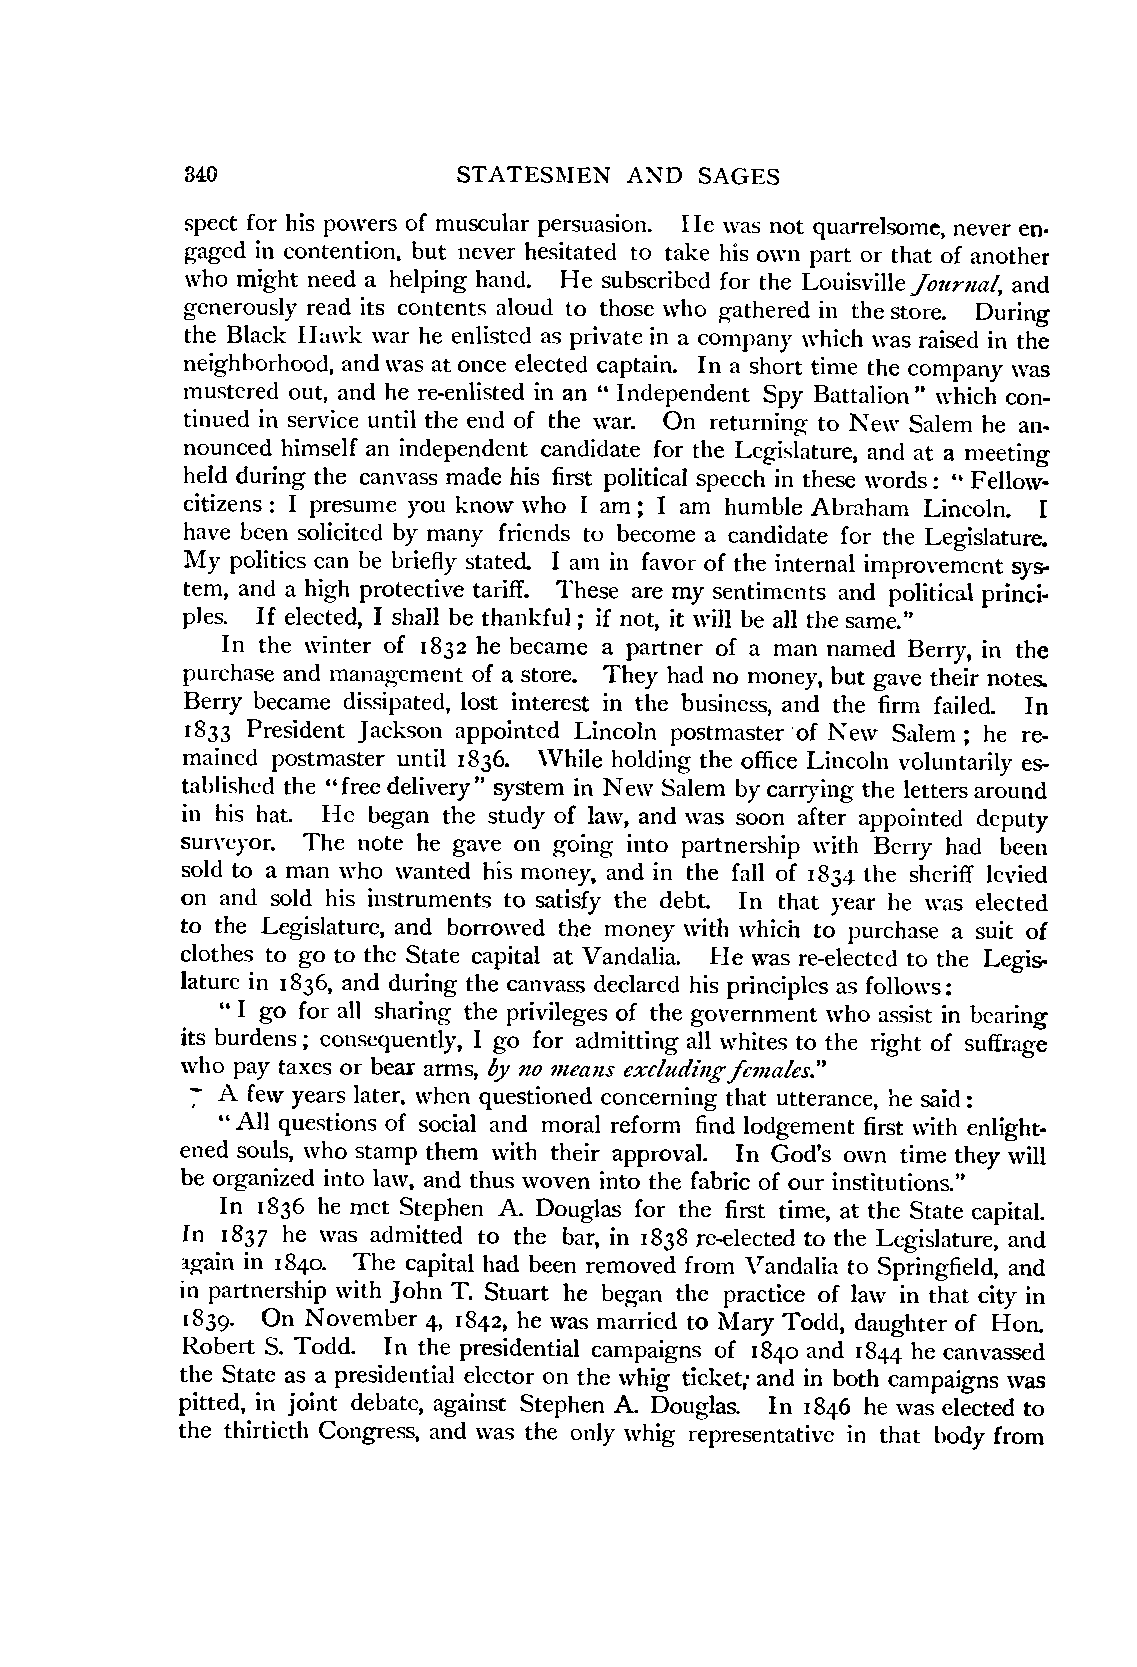 340 STATESMEN AND SAGES
spect for his powers of muscular persuasion. He was not quarrelsome, never en-
gaged in contention, but never hesitated to take his own part or that of another
who might need a helping hand. He subscribed for the Louisville Journal, and
generously read its contents aloud to those who gathered in the store. During
the Black Hawk war he enlisted as private in a company which was raised in the
neighborhood, and was at once elected captain. In a short time the company was
mustered out, and he re-enlisted in an " Independent Spy Battalion " which con-
tinued in service until the end of the war. On returning to New Salem he an-
nounced himself an independent candidate for the Legislature, and at a meeting
held during the canvass made his first political speech in these words : " Fellow-
citizens : I presume you know who I am ; I am humble Abraham Lincoln. I
have been solicited by many friends to become a candidate for the Legislature.
My politics can be briefly stated. I am in favor of the internal improvement sys-
tem, and a high protective tariff. These are my sentiments and political princi-
ples. If elected, I shall be thankful ; if not, it will be all the same."
In the winter of 1832 he became a partner of a man named Berry, in the
purchase and management of a store. They had no money, but gave their notes.
Berry became dissipated, lost interest in the business, and the firm failed. In
1833 President Jackson appointed Lincoln postmaster of New Salem ; he re-
mained postmaster until 1836. While holding the office Lincoln voluntarily es-
tablished the "free delivery" system in New Salem by carrying the letters around
in his hat. He began the study of law, and was soon after appointed deputy
surveyor. The note he gave on going into partnership with Berry had been
sold to a man who wanted his money, and in the fall of 1834 the sheriff levied
on and sold his instruments to satisfy the debt. In that year he was elected
to the Legislature, and borrowed the money with which to purchase a suit of
clothes to go to the State capital at Vandalia. He was re-elected to the Legis-
lature in 1836, and during the canvass declared his principles as follows :
" I go for all sharing the privileges of the government who assist in bearing
its burdens ; consequently, I go for admitting all whites to the right of suffrage
who pay taxes or bear arms, by no means excluding females."
A few years later, when questioned concerning that utterance, he said :
" All questions of social and moral reform find lodgement first with enlight-
ened souls, who stamp them with their approval. In God's own time they will
be organized into law, and thus woven into the fabric of our institutions."
In 1836 he met Stephen A. Douglas for the first time, at the State capital.
In 1837 he was admitted to the bar, in 1838 re-elected to the Legislature, and
again in 1840. The capital had been removed from Vandalia to Springfield, and
in partnership with John T. Stuart he began the practice of law in that city in
1839. On November 4, 1842, he was married to Mary Todd, daughter of Hon.
Robert S. Todd. In the presidential campaigns of 1840 and 1844 he canvassed
the State as a presidential elector on the whig ticket, and in both campaigns was
pitted, in joint debate, against Stephen A. Douglas. In 1846 he was elected to
the thirtieth Congress, and was the only whig representative in that body from